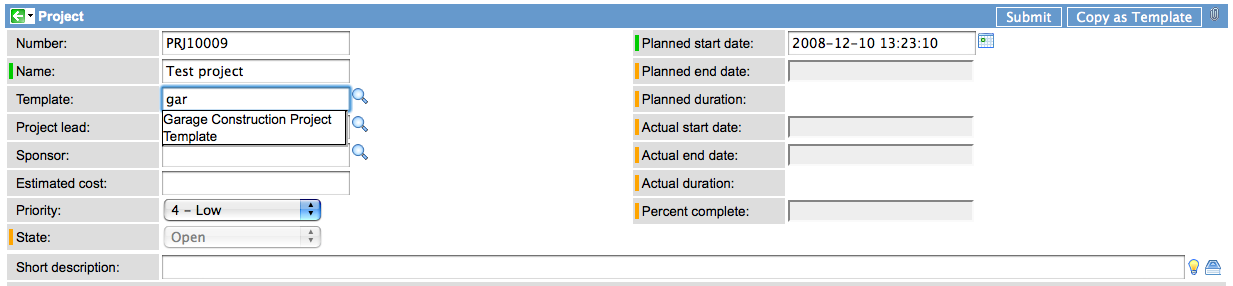 Project Submit Copy as Template
Number: PRJ10009 Planned start date: 2008-12-10 13:23:10
Name: Test project Planned end date:
Template: gar Planned duration:
Garage Construction Project
Template
Project lead: Actual start date:
Sponsor: Actual end date:
Estimated cost: Actual duration:
Priority: 4 - Low Percent complete:
State: Open
Short description: